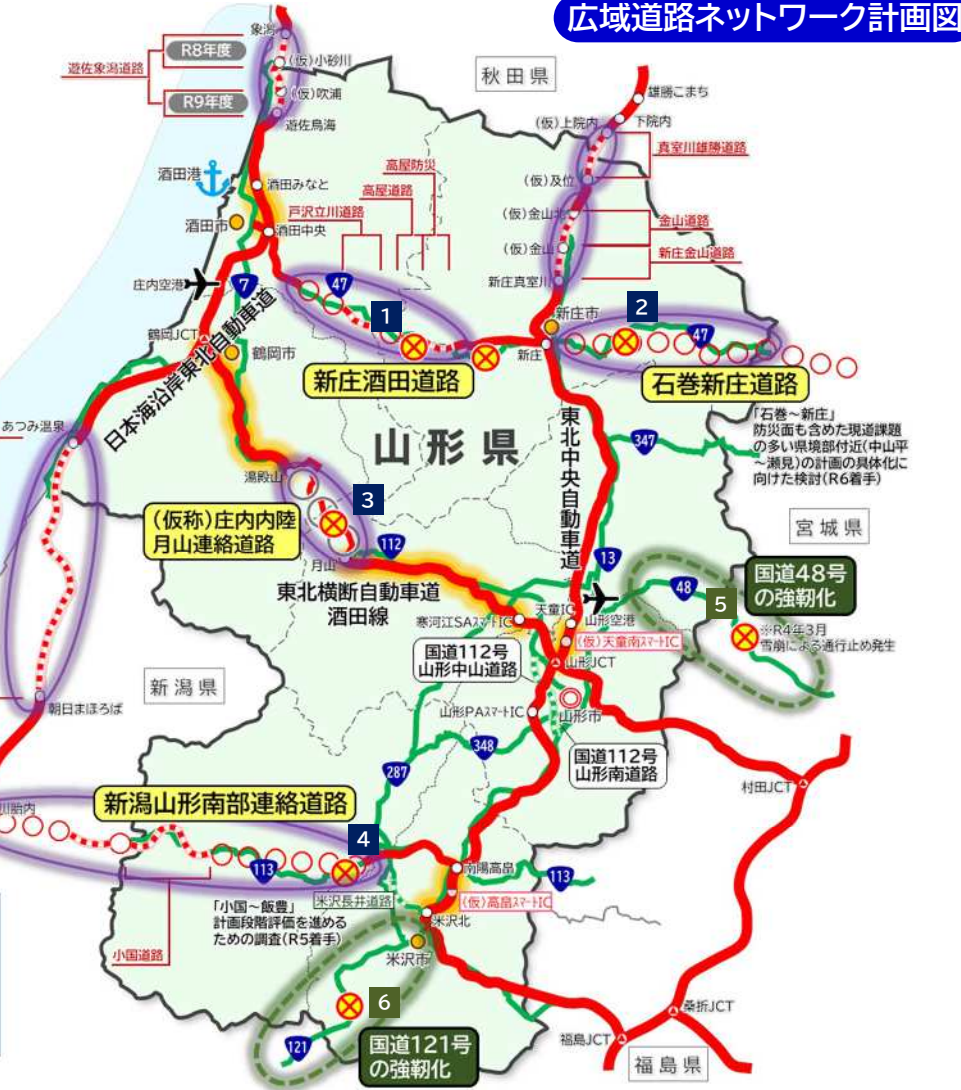 広域道路ネットワーク計画図
象潟
R8年度
(仮)小砂川
遊佐象潟道路
R9年度
(仮)吹浦
遊佐鳥海
秋田県
雄勝こまち
下院内
(仮)上院内
真室川雄勝道路
(仮)及位
(仮)金山北
金山道路
(仮)金山
新庄金山道路
新庄真室川
酒田港
酒田みなと
高屋防災
高屋道路
戸沢立川道路
酒田市
酒田中央
庄内空港
7
47
1
2
新庄市
47
新庄
鶴岡JCT
鶴岡市
日本海沿岸東北自動車道
新庄酒田道路
石巻新庄道路
「石巻~新庄」
防災面も含めた現道課題
の多い県境部付近(中山平
~瀬見)の計画の具体化に
向けた検討(R6着手)
あつみ温泉
山形県
東北中央自動車道
347
湯殿山
3
(仮称)庄内内陸
月山連絡道路
112
月山
13
宮城県
国道48号
の強靭化
48
5
※R4年3月
雪崩による通行止め発生
東北横断自動車道
酒田線
天童IC
山形空港
寒河江SAスマートIC
(仮)天童南スマートIC
国道112号
山形中山道路
山形JCT
新潟県
朝日まほろば
山形PAスマートIC
山形市
348
国道112号
山形南道路
287
村田JCT
新潟山形南部連絡道路
川胎内
4
113
南陽高畠
113
米沢長井道路
(仮)高畠スマートIC
「小国~飯豊」
計画段階評価を進める
ための調査(R5着手)
米沢北
小国道路
米沢市
6
121
国道121号
の強靭化
桑折JCT
福島JCT
福島県